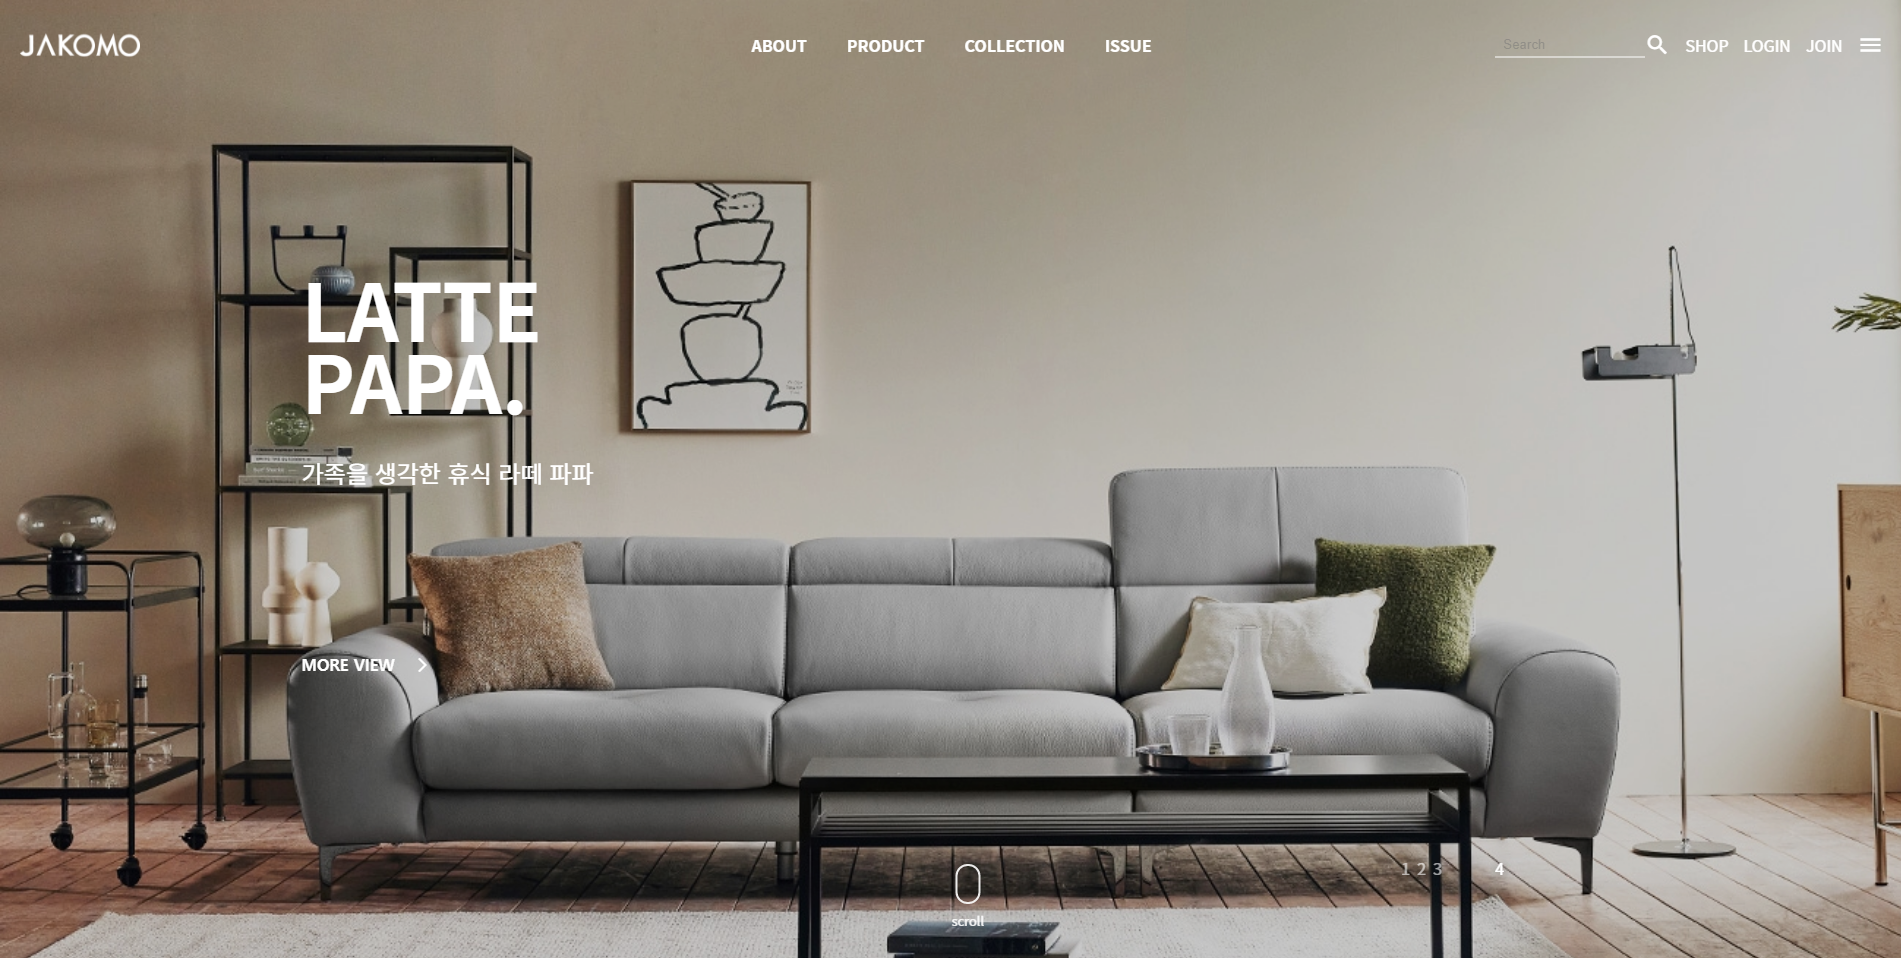 JAKOMO
ABOUT
PRODUCT
COLLECTION
ISSUE
Search
SHOP
LOGIN
JOIN
LATTE
PAPA.
가족을 생각한 휴식 라떼 파파
MORE VIEW
1 2 3 4
scroll